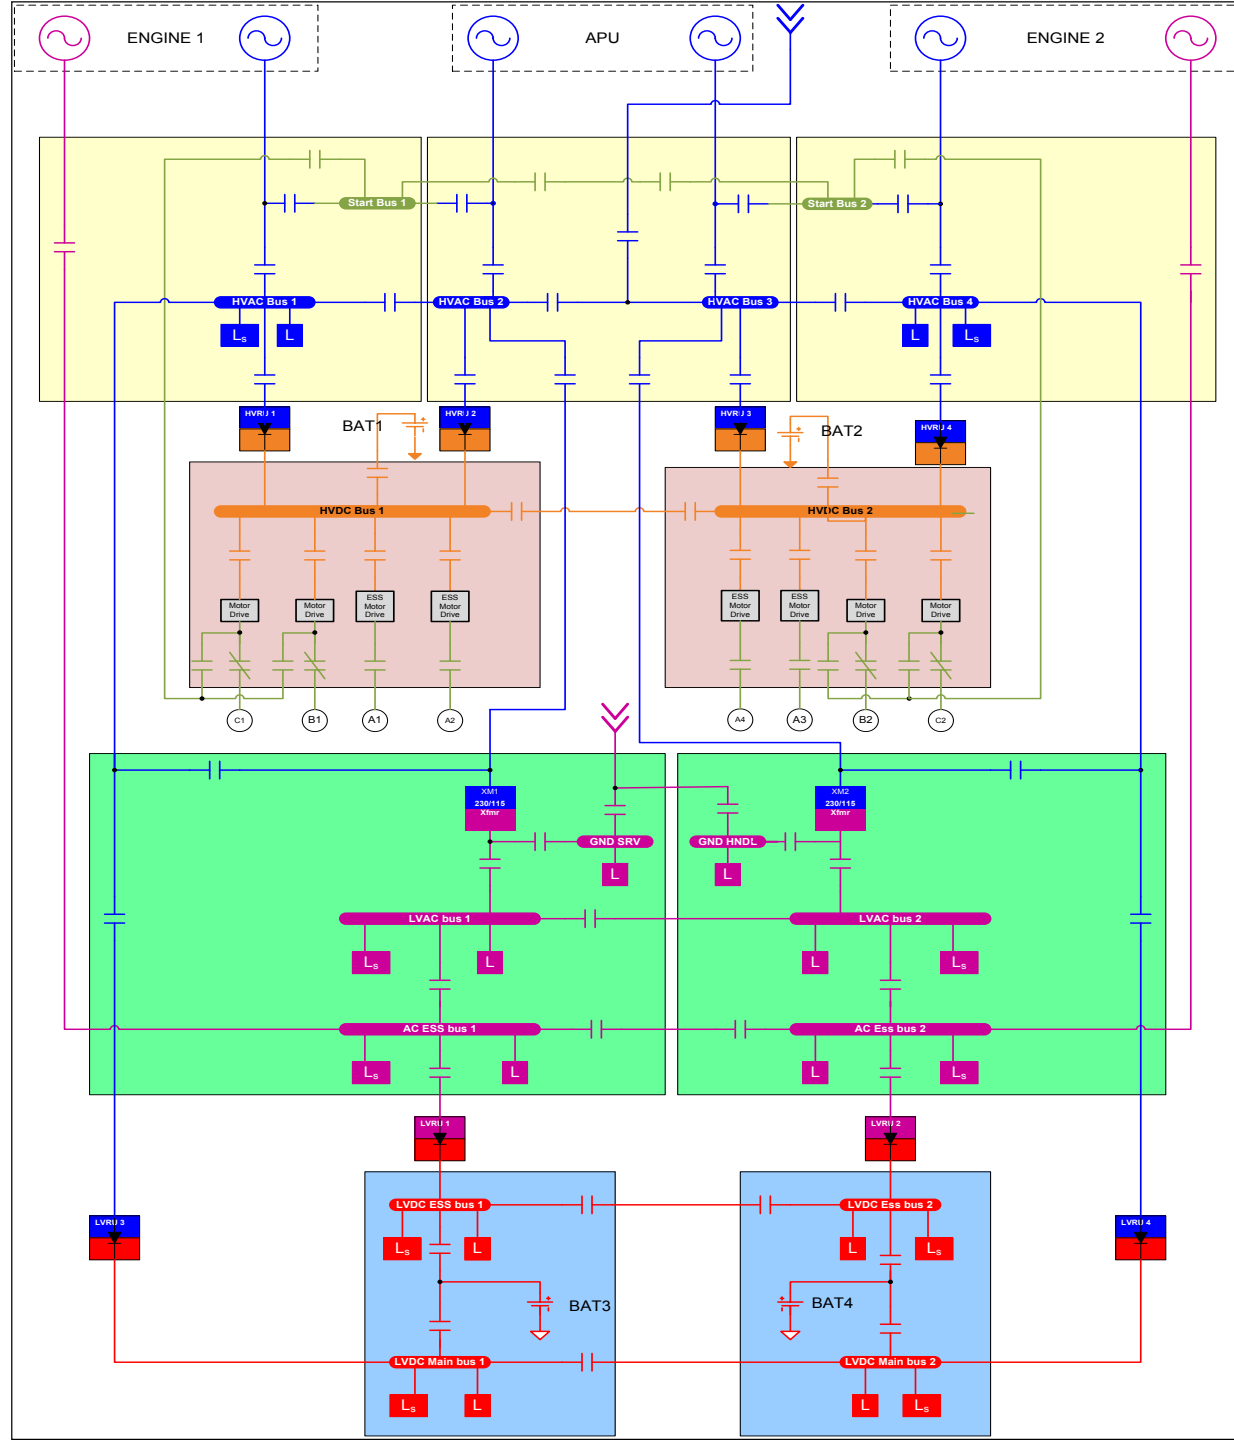 ENGINE 1
APU
ENGINE 2
Start Bus 1
Start Bus 2
HVAC Bus 1
HVAC Bus 2
HVAC Bus 3
HVAC Bus 4
Ls
L
L
Ls
HVRU 1
BAT1
HVRU 2
HVRU 3
BAT2
HVRU 4
HVDC Bus 1
HVDC Bus 2
Motor
Drive
Motor
Drive
ESS
Motor
Drive
ESS
Motor
Drive
ESS
Motor
Drive
ESS
Motor
Drive
Motor
Drive
Motor
Drive
C1
B1
A1
A2
A4
A3
B2
C2
XM1
230/115
Xfmr
XM2
230/115
Xfmr
GND SRV
GND HNDL
L
L
LVAC bus 1
LVAC bus 2
Ls
L
L
Ls
AC ESS bus 1
AC Ess bus 2
Ls
L
L
Ls
LVRU 1
LVRU 2
LVDC ESS bus 1
LVDC Ess bus 2
LVRU 3
LVRU 4
Ls
L
L
Ls
BAT3
BAT4
LVDC Main bus 1
LVDC Main bus 2
Ls
L
L
Ls